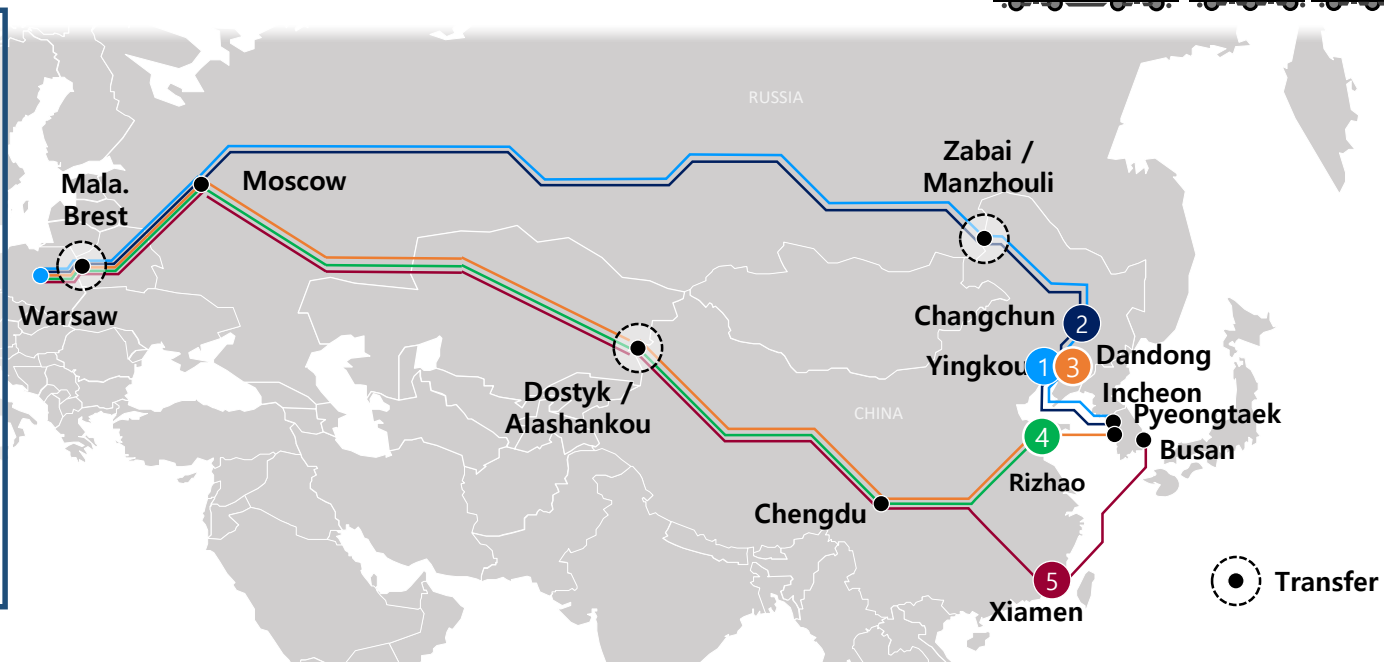 RUSSIA
Zabai /
Manzhouli
Mala.
Brest
Moscow
Warsaw
Changchun
2
Yingkou
1
3
Dandong
Incheon
Pyeongtaek
Busan
Dostyk /
Alashankou
CHINA
4
Rizhao
Chengdu
5
Xiamen
Transfer